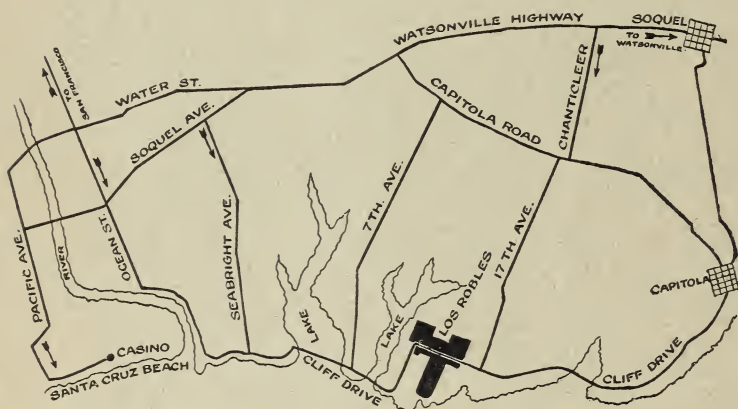 WATSONVILLE HIGHWAY
SOQUEL
TO
WATSONVILLE
TO
SAN FRANCISCO
WATER ST.
SOQUEL AVE.
CHANTICLEER
CAPITOLA ROAD
PACIFIC AVE.
RIVER
OCEAN ST.
SEABRIGHT AVE.
LAKE
7TH. AVE.
LAKE
LOS ROBLES
17TH AVE.
CAPITOLA
CASINO
SANTA CRUZ BEACH
CLIFF DRIVE
CLIFF DRIVE